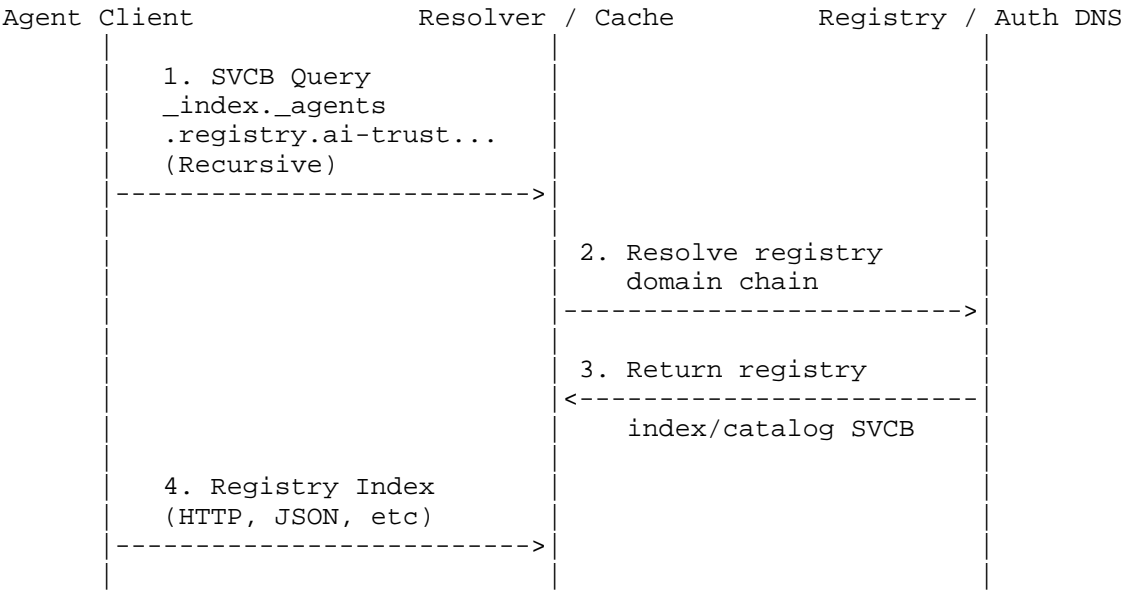 Agent Client Resolver / Cache Registry / Auth DNS
1. SVCB Query
_index._agents
.registry.ai-trust...
(Recursive)
2. Resolve registry
domain chain
3. Return registry
index/catalog SVCB
4. Registry Index
(HTTP, JSON, etc)